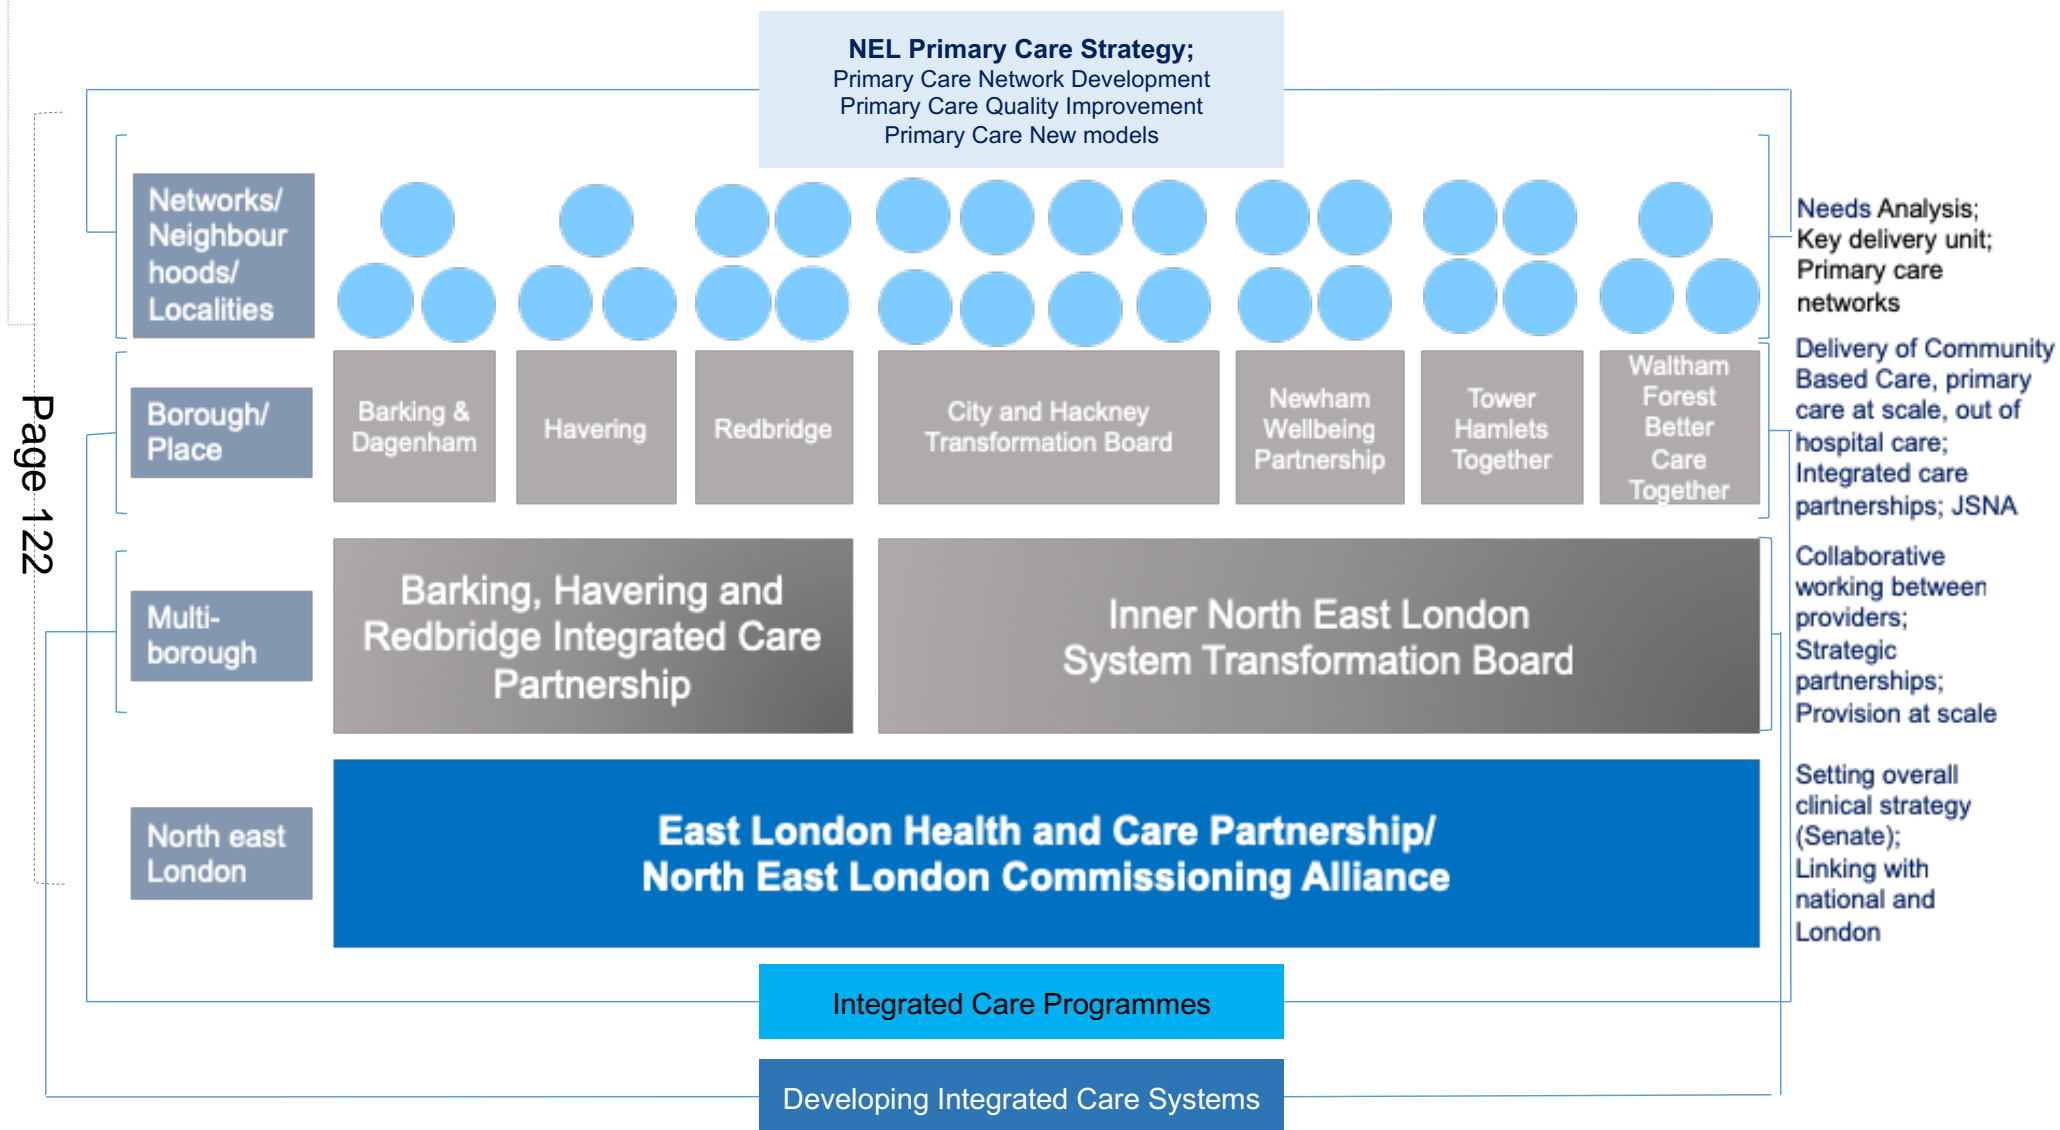 NEL Primary Care Strategy;
Primary Care Network Development
Primary Care Quality Improvement
Primary Care New models
Networks/
Neighbour
hoods/
Localities
Needs Analysis;
Key delivery unit;
Primary care
networks
Borough/
Place
Barking &
Dagenham
Havering
Redbridge
City and Hackney
Transformation Board
Newham
Wellbeing
Partnership
Tower
Hamlets
Together
Waltham
Forest
Better
Care
Together
Delivery of Community
Based Care, primary
care at scale, out of
hospital care;
Integrated care
partnerships; JSNA
Page 122
Multi-
borough
Barking, Havering and
Redbridge Integrated Care
Partnership
Inner North East London
System Transformation Board
Collaborative
working between
providers;
Strategic
partnerships;
Provision at scale
North east
London
East London Health and Care Partnership/
North East London Commissioning Alliance
Setting overall
clinical strategy
(Senate);
Linking with
national and
London
Integrated Care Programmes
Developing Integrated Care Systems